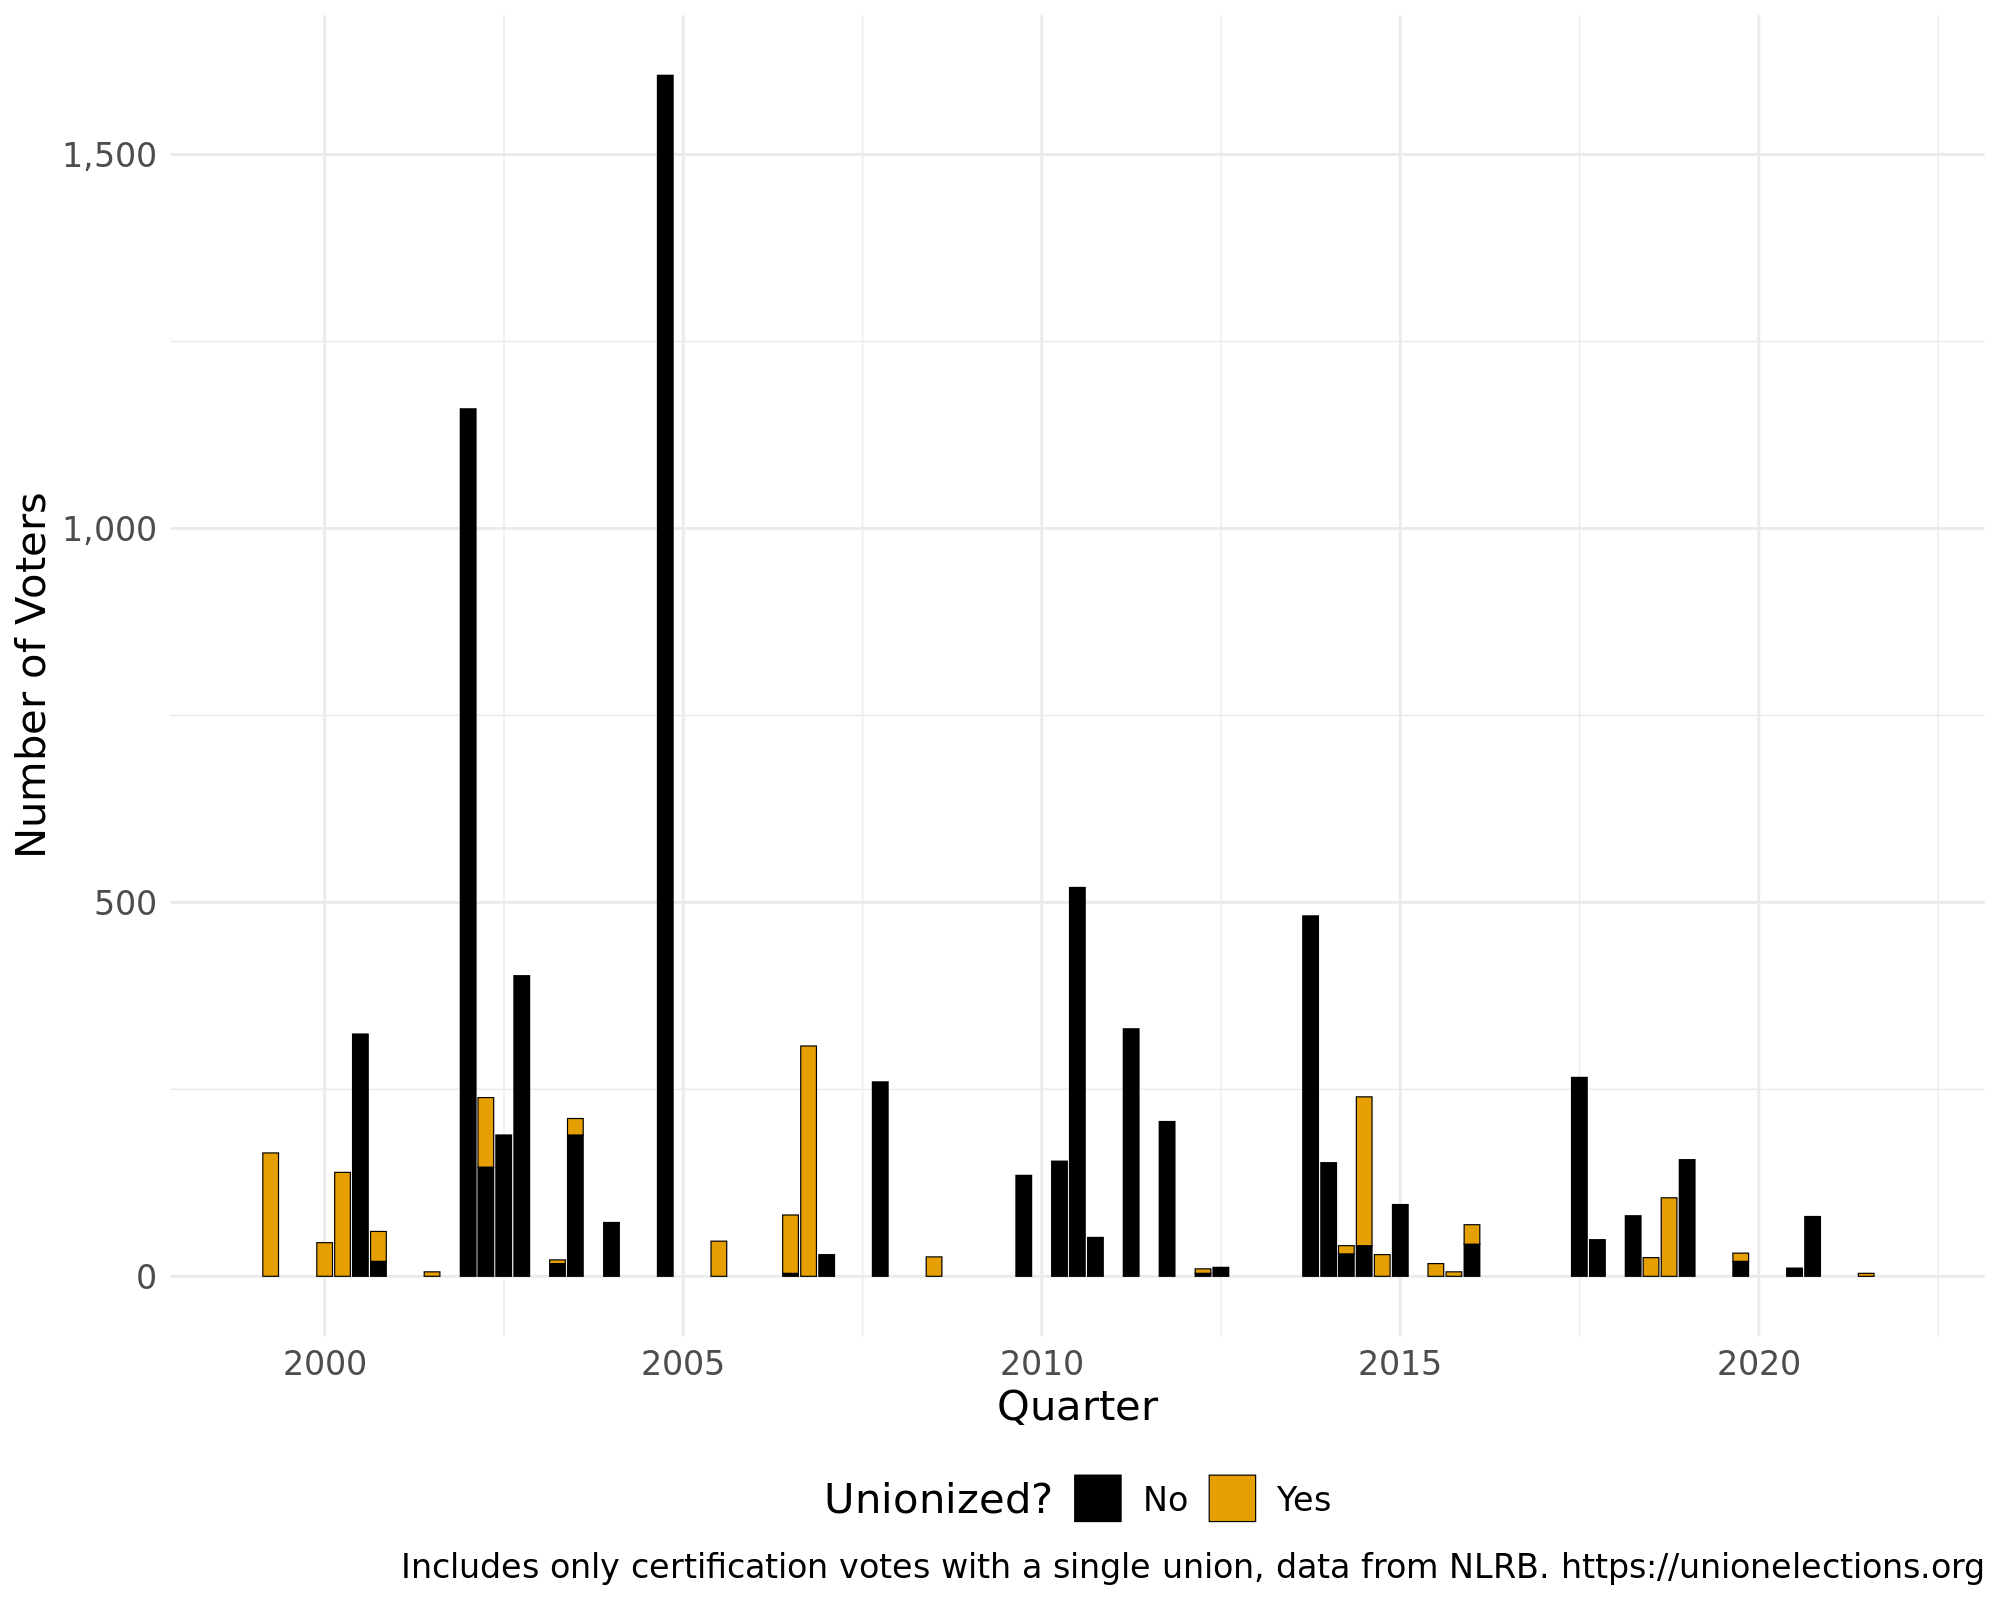 Number of Voters
1,500
1,000
500
0
2000 2005 2010 2015 2020
Quarter
Unionized? No Yes
Includes only certification votes with a single union, data from NLRB. https://unionelections.org